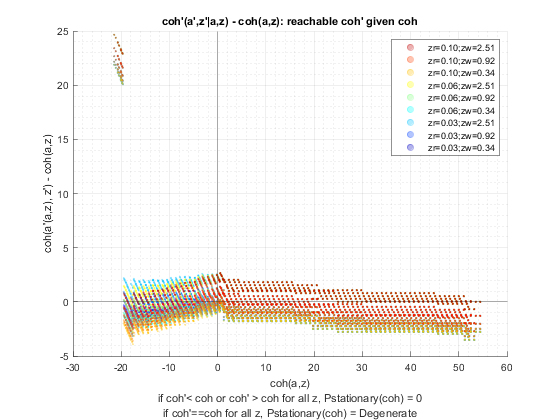 coh'(a',z'|a,z) - coh(a,z): reachable coh' given coh
25
20
15
10
5
0
-5
coh(a'(a,z), z') - coh(a,z)
zr=0.10;zw=2.51
zr=0.10;zw=0.92
zr=0.10;zw=0.34
zr=0.06;zw=2.51
zr=0.06;zw=0.92
zr=0.06;zw=0.34
zr=0.03;zw=2.51
zr=0.03;zw=0.92
zr=0.03;zw=0.34
-30 -20 -10 0 10 20 30 40 50 60
coh(a,z)
if coh'< coh or coh' > coh for all z, Pstationary(coh) = 0
if coh'==coh for all z, Pstationary(coh) = Degenerate